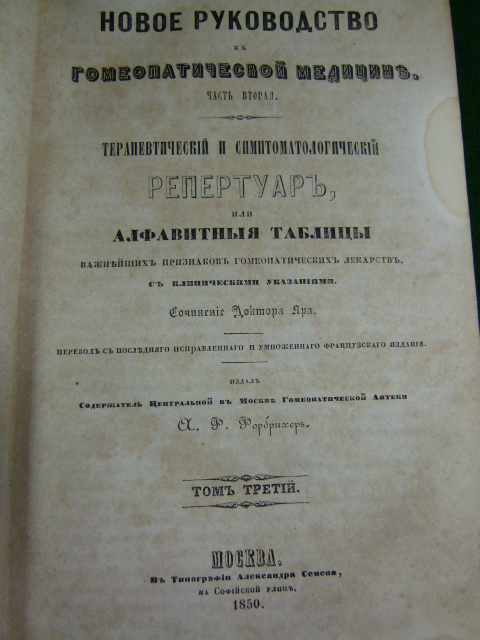 НОВОЕ РУКОВОДСТВО
къ
ГОМЕОПАТИЧЕСКОЙ МЕДИЦИНѢ.
ЧАСТЬ ВТОРАЯ.
ТЕРАПЕВТИЧЕСКІЙ И СИМПТОМАТОЛОГИЧЕСКІЙ
РЕПЕРТУАРЪ,
ИЛИ
АЛФАВИТНЫЯ ТАБЛИЦЫ
ВАЖНѢЙШИХЪ ПРИЗНАКОВЪ ГОМЕОПАТИЧЕСКИХЪ ЛЕКАРСТВЪ,
СЪ КЛИНИЧЕСКИМИ УКАЗАНІЯМИ.
Сочиненіе Доктора Яра.
ПЕРЕВОДЪ СЪ ПОСЛѢДНЯГО ИСПРАВЛЕННАГО И УМНОЖЕННАГО ФРАНЦУЗСКАГО ИЗДАНІЯ.
ИЗДАЛЪ
Содержатель Центральной въ Москвѣ Гомеопатической Аптеки
А. Ф. Форбрихеръ.
ТОМЪ ТРЕТІЙ.
МОСКВА.
Въ Типографіи Александра Семена,
на Софійской улицѣ.
1850.